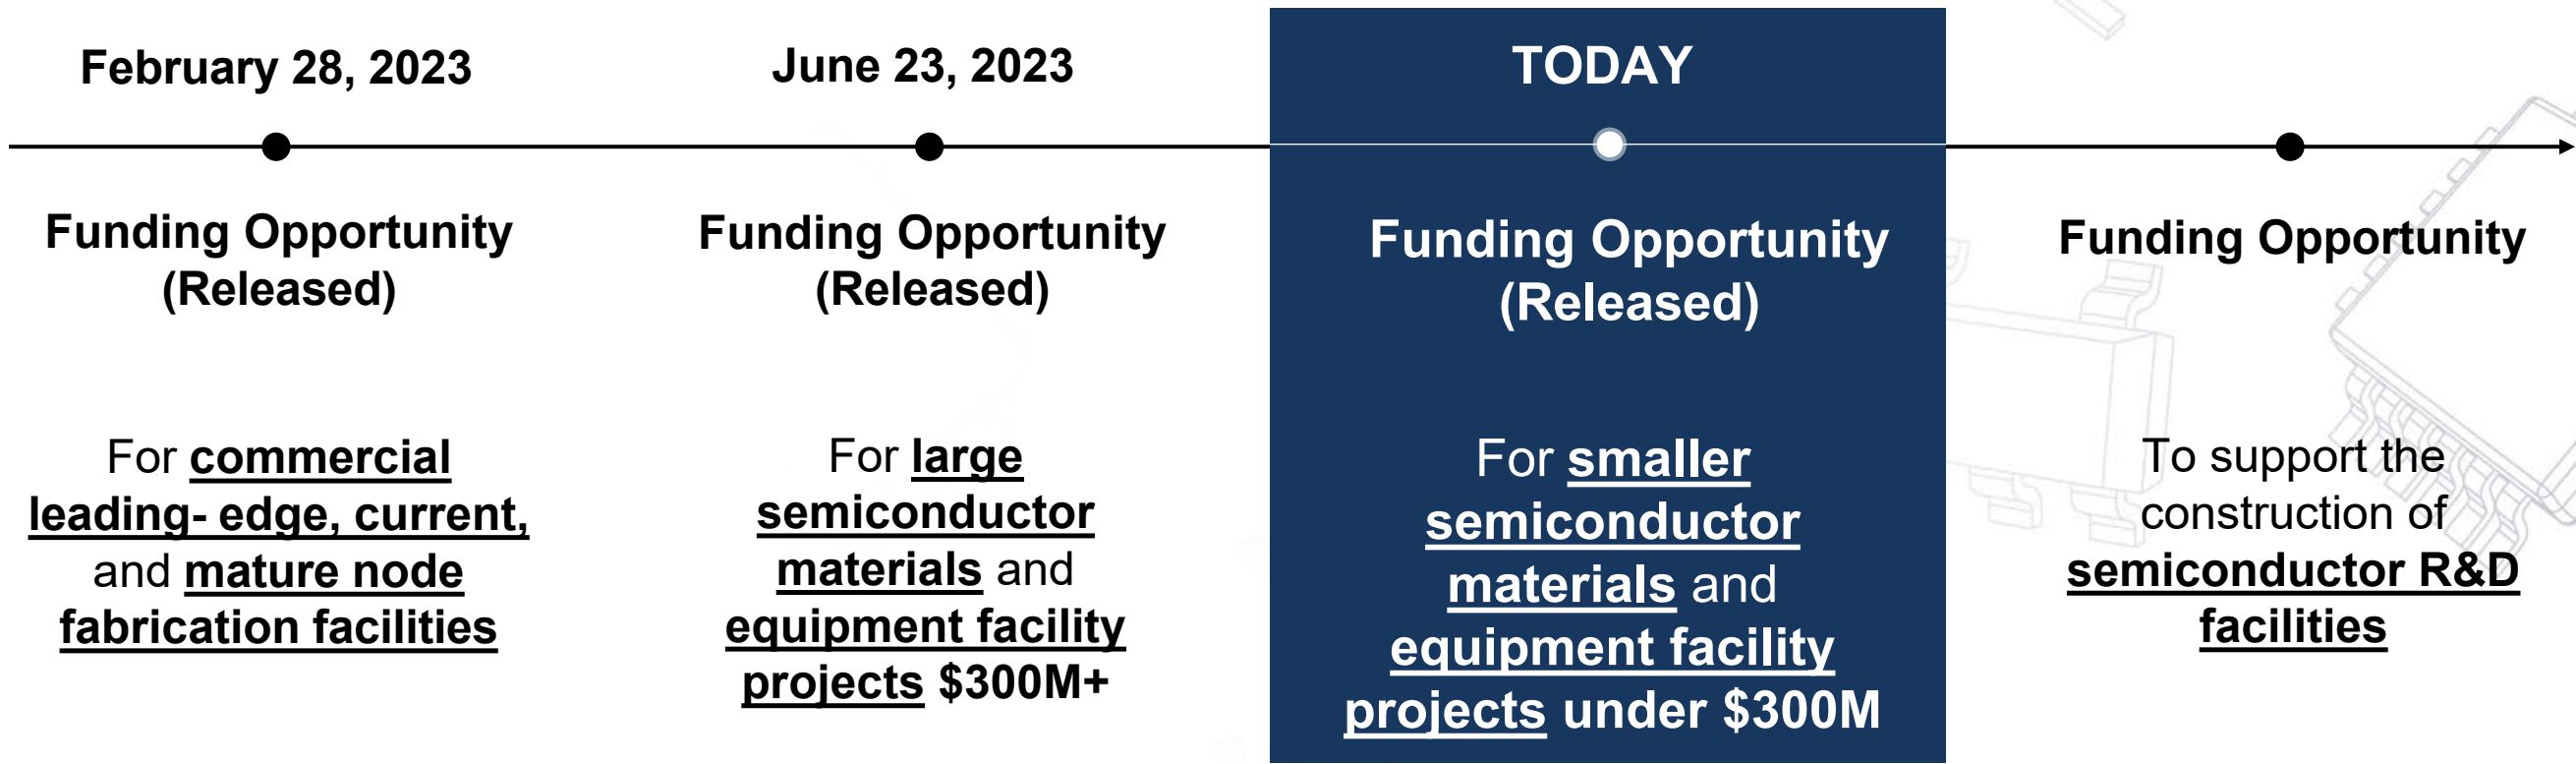 February 28, 2023
Funding Opportunity
(Released)
For commercial
leading- edge, current,
and mature node
fabrication facilities
June 23, 2023
Funding Opportunity
(Released)
For large
semiconductor
materials and
equipment facility
projects $300M+
TODAY
Funding Opportunity
(Released)
For smaller
semiconductor
materials and
equipment facility
projects under $300M
Funding Opportunity
To support the
construction of
semiconductor R&D
facilities